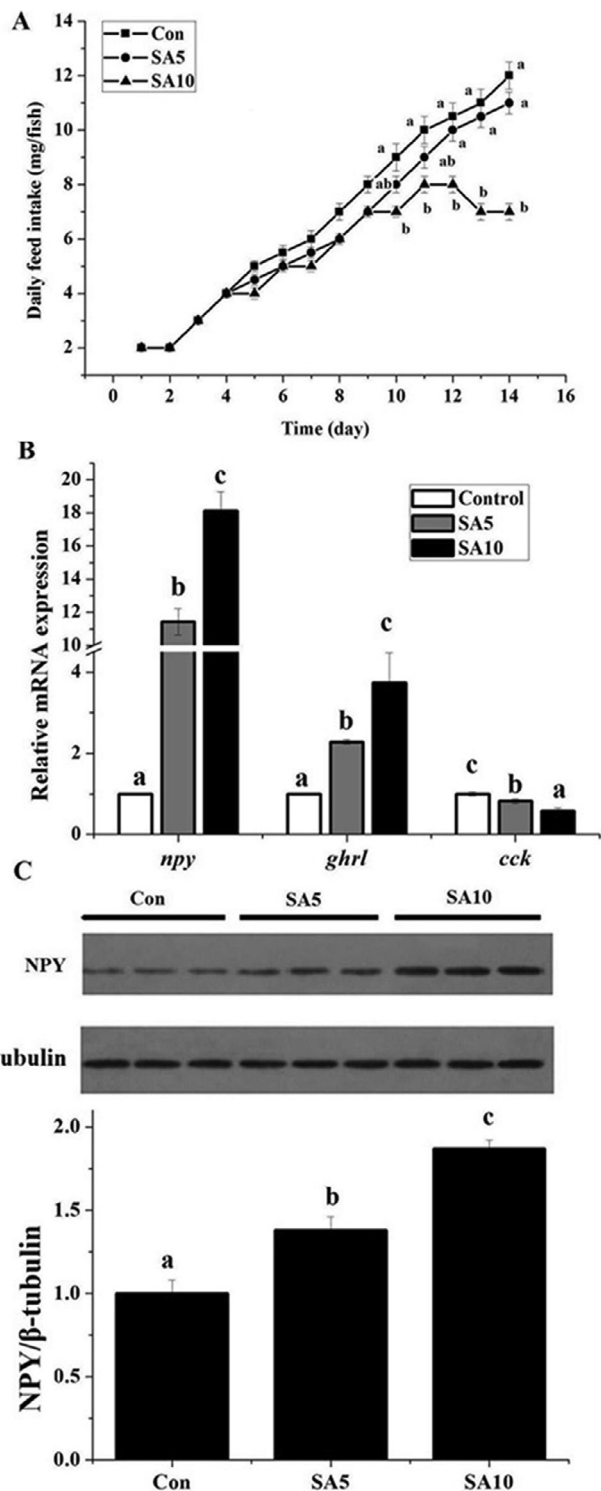 A
Con
SA5
SA10
Daily feed intake (mg/fish)
14
12
10
8
6
4
2
a
a
a
a
a
a
a
a
a
ab
ab
b
b
b
b
b
0 2 4 6 8 10 12 14 16
Time (day)
B
Control
SA5
SA10
Relative mRNA expression
20
18
16
14
12
10
4
2
0
a b c
a b c
c b a
npy ghrl cck
C
Con SA5 SA10
NPY
ubulin
NPY/β-tubulin
2.0
1.5
1.0
0.5
0.0
a b c
Con SA5 SA10